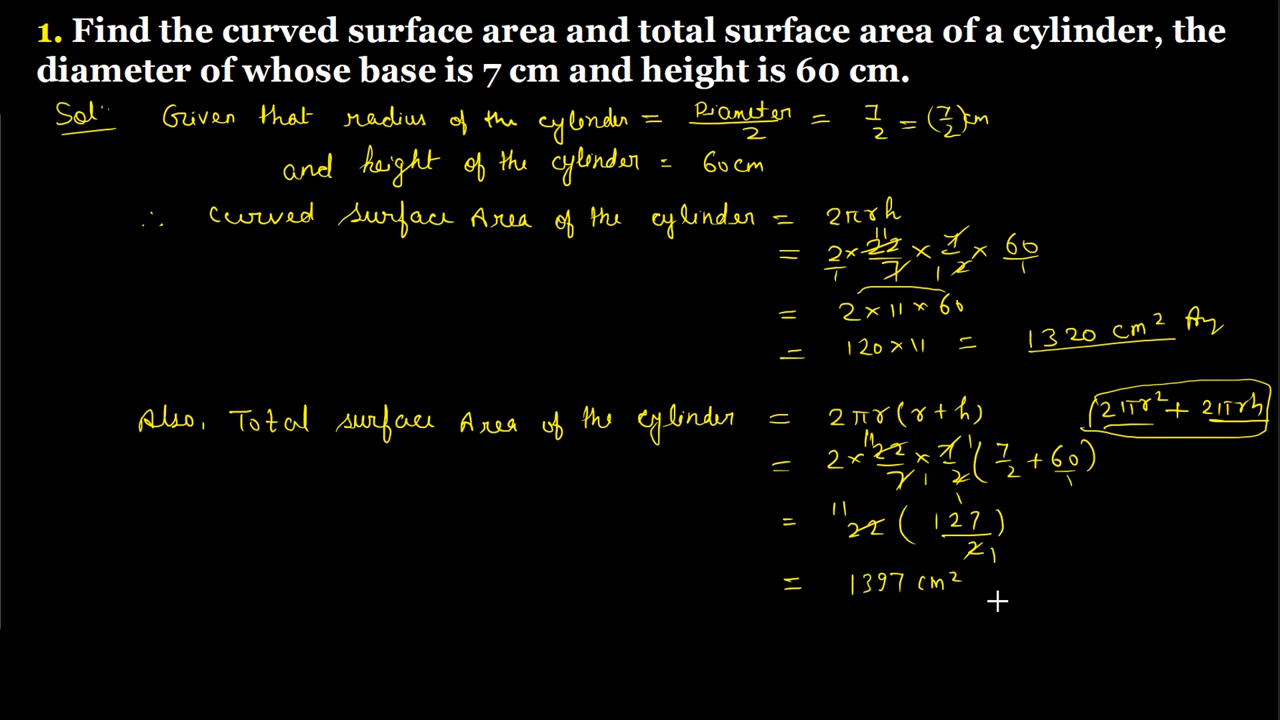 1. Find the curved surface area and total surface area of a cylinder, the
diameter of whose base is 7 cm and height is 60 cm.
Sol:- Given that radius of the cylinder = Diameter/2 = 7/2 = (7/2)cm
and height of the cylinder = 60cm
∴ Curved surface Area of the cylinder = 2πrh
= 2/1 × 22/7 × 7/2 × 60/1
= 2 × 11 × 60
= 120 × 11 = 1320 cm² Ans
Also, Total surface Area of the cylinder = 2πr(r+h) 2πr² + 2πrh
= 2 × 22/7 × 7/2 (7/2 + 60/1)
= 22 (127/2)
= 1397 cm²